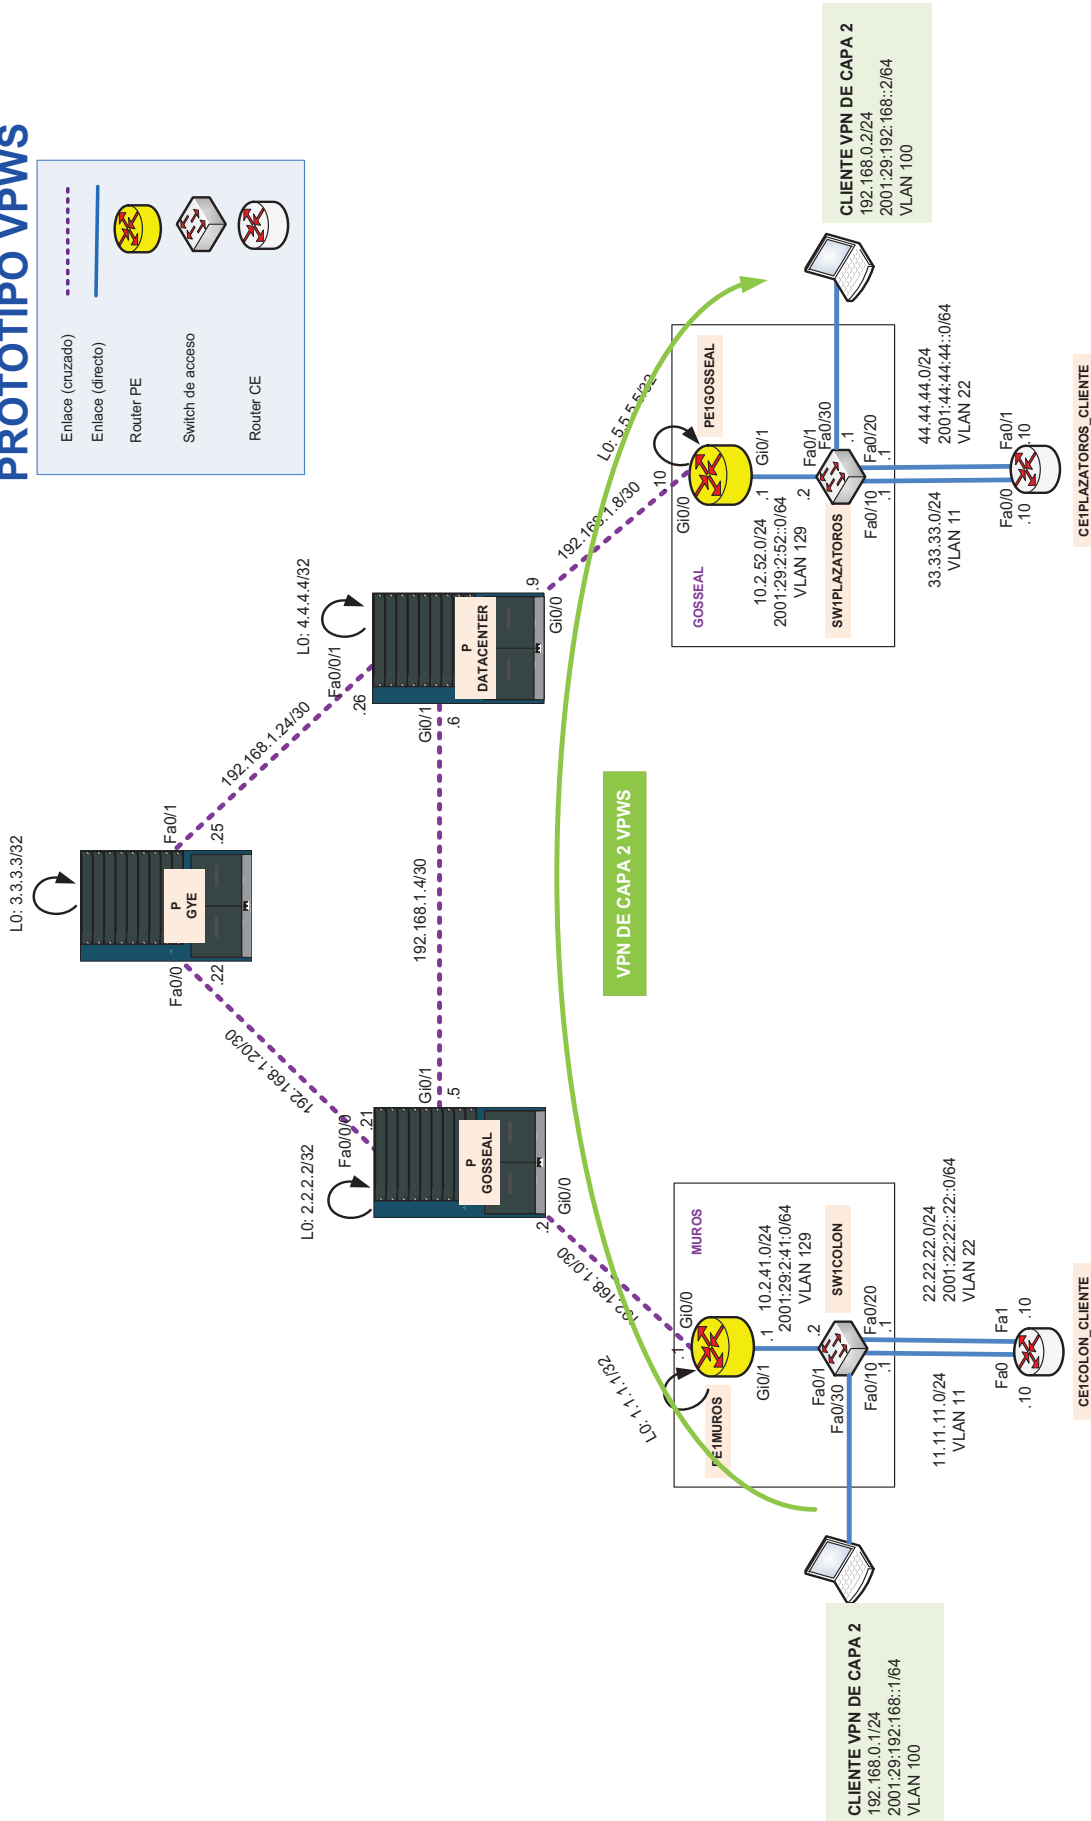 PROTOTIPO VPWS
Enlace (cruzado)
Enlace (directo)
Router PE
Switch de acceso
Router CE
L0: 3.3.3.3/32
P
GYE
Fa0/0
.22
Fa0/1
.25
192.168.1.20/30
192.168.1.24/30
L0: 2.2.2.2/32
Fa0/0/0
.21
P
GOSSEAL
Gi0/1
.5
.2
Gi0/0
192.168.1.4/30
L0: 4.4.4.4/32
Fa0/0/1
.26
P
DATACENTER
Gi0/1
.6
.9
Gi0/0
192.168.1.0/30
192.168.1.8/30
VPN DE CAPA 2 VPWS
L0: 1.1.1.1/32
PE1MUROS
.1
Gi0/0
MUROS
Gi0/1
.1
10.2.41.0/24
2001:29:2:41:0/64
VLAN 129
.2
Fa0/1
Fa0/30
SW1COLON
Fa0/10
.1
Fa0/20
.1
11.11.11.0/24
VLAN 11
22.22.22.0/24
2001:22:22::22::0/64
VLAN 22
Fa0
.10
Fa1
.10
CE1COLON_CLIENTE
CLIENTE VPN DE CAPA 2
192.168.0.1/24
2001:29:192:168::1/64
VLAN 100
L0: 5.5.5.5/32
PE1GOSSEAL
.10
Gi0/0
GOSSEAL
Gi0/1
.1
10.2.52.0/24
2001:29:2:52::0/64
VLAN 129
.2
Fa0/1
Fa0/30
.1
SW1PLAZATOROS
Fa0/10
.1
Fa0/20
.1
33.33.33.0/24
VLAN 11
44.44.44.0/24
2001:44:44:44::0/64
VLAN 22
Fa0/0
.10
Fa0/1
.10
CE1PLAZATOROS_CLIENTE
CLIENTE VPN DE CAPA 2
192.168.0.2/24
2001:29:192:168::2/64
VLAN 100